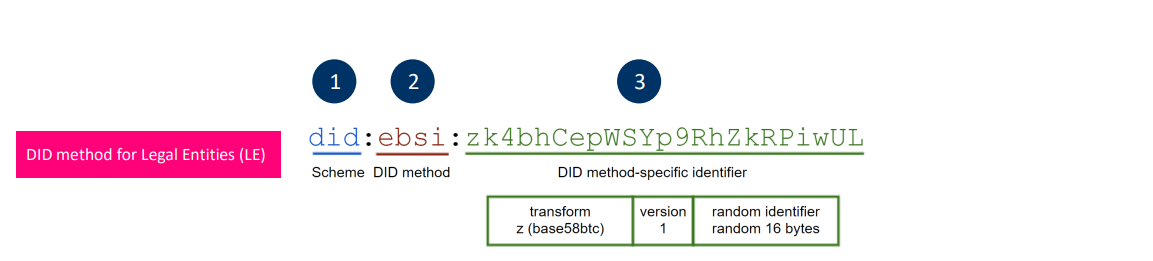 1 2 3
did:ebsi:zk4bhCepWSYp9RhZkRPiwUL
DID method for Legal Entities (LE)
Scheme DID method DID method-specific identifier
transform version random identifier
z (base58btc) 1 random 16 bytes